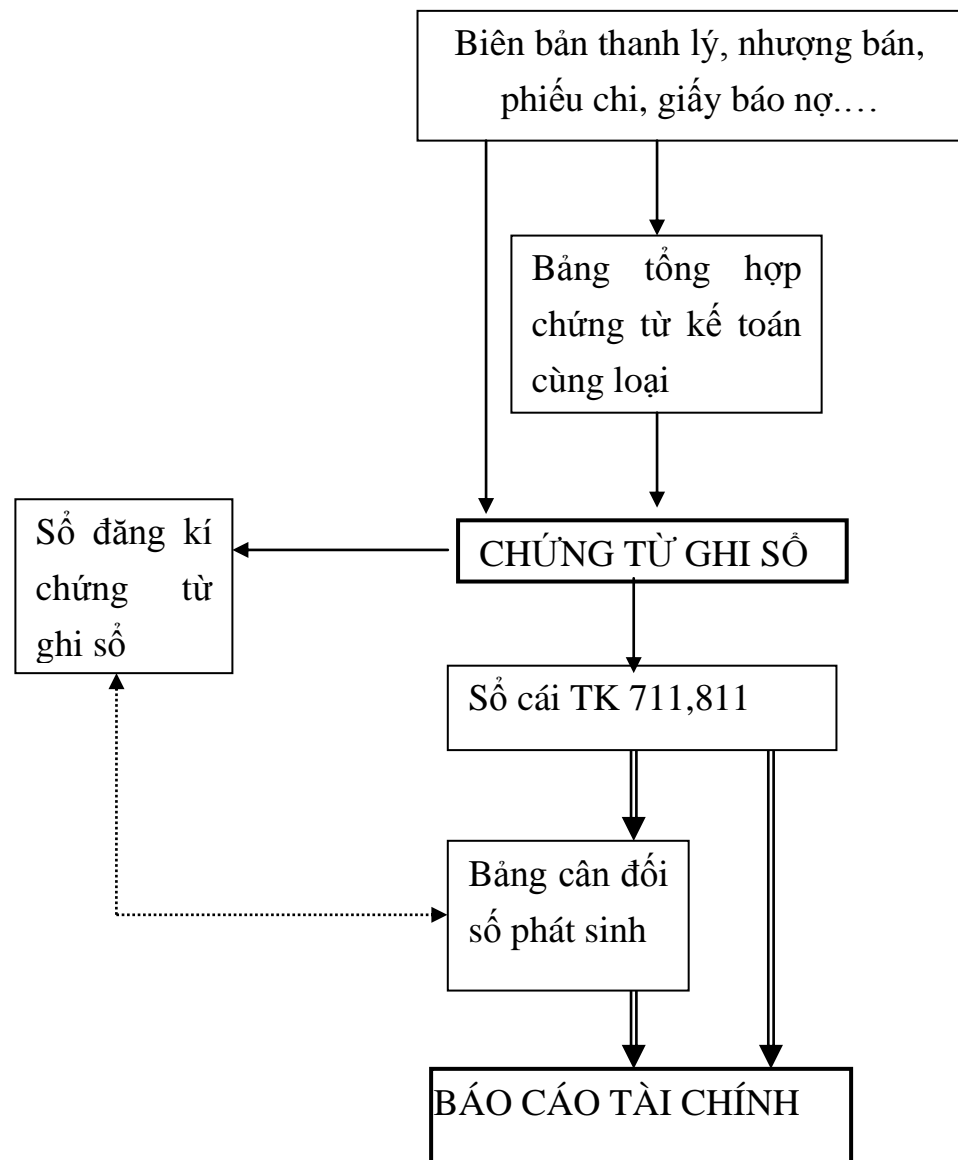 Biên bản thanh lý, nhượng bán,
phiếu chi, giấy báo nợ.…
Bảng tổng hợp
chứng từ kế toán
cùng loại
Sổ đăng kí
chứng từ
ghi sổ
CHỨNG TỪ GHI SỔ
Sổ cái TK 711,811
Bảng cân đối
số phát sinh
BÁO CÁO TÀI CHÍNH